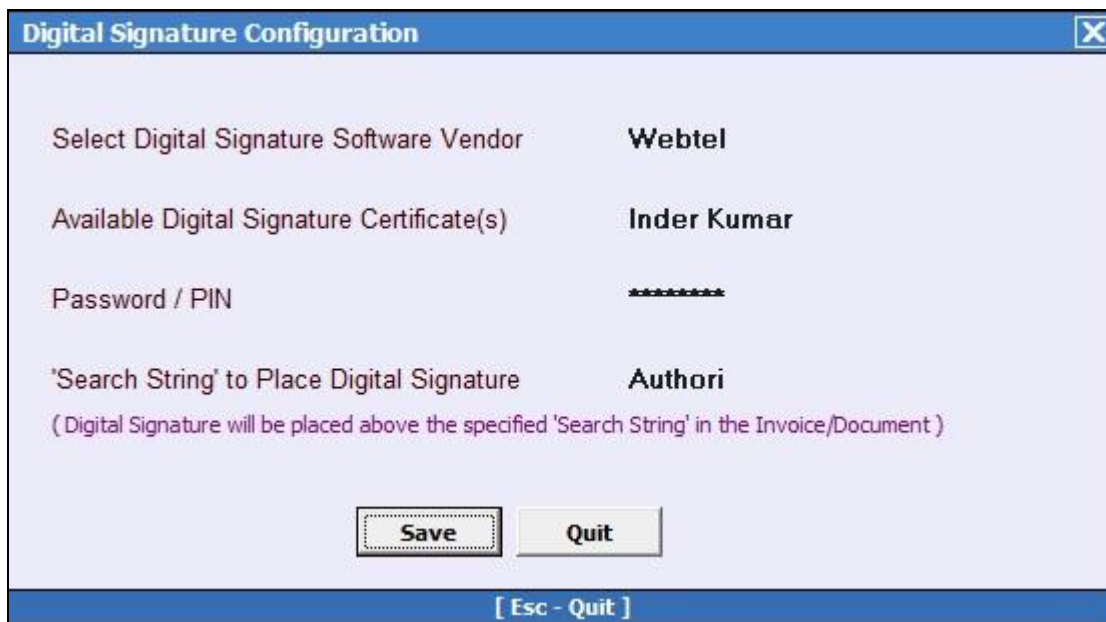 Digital Signature Configuration
Select Digital Signature Software Vendor Webtel
Available Digital Signature Certificate(s) Inder Kumar
Password / PIN ********
'Search String' to Place Digital Signature Authori
( Digital Signature will be placed above the specified 'Search String' in the Invoice/Document )
Save Quit
[ Esc - Quit ]